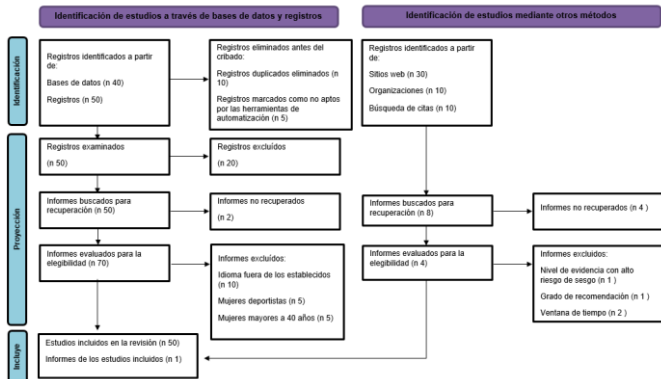 Identificación de estudios a través de bases de datos y registros
Identificación de estudios mediante otros métodos
Identificación
Registros identificados a partir
de:
Bases de datos (n 40)
Registros (n 50)
Registros eliminados antes del
cribado:
Registros duplicados eliminados (n
10)
Registros marcados como no aptos
por las herramientas de
automatización (n 5)
Registros identificados a partir
de:
Sitios web (n 30)
Organizaciones (n 10)
Búsqueda de citas (n 10)
Proyección
Registros examinados
(n 50)
Registros excluídos
(n 20)
Informes buscados para
recuperación (n 50)
Informes no recuperados
(n 2)
Informes buscados para
recuperación (n 8)
Informes no recuperados (n 4 )
Informes evaluados para la
elegibilidad (n 70)
Informes excluídos:
Idioma fuera de los establecidos
(n 10)
Mujeres deportistas (n 5)
Mujeres mayores a 40 años (n 5)
Informes evaluados para la
elegibilidad (n 4)
Informes excluidos:
Nivel de evidencia con alto
riesgo de sesgo (n 1 )
Grado de recomendación (n 1 )
Ventana de tiempo (n 2 )
Incluye
Estudios incluidos en la revisión (n 50)
Informes de los estudios incluidos (n 1)